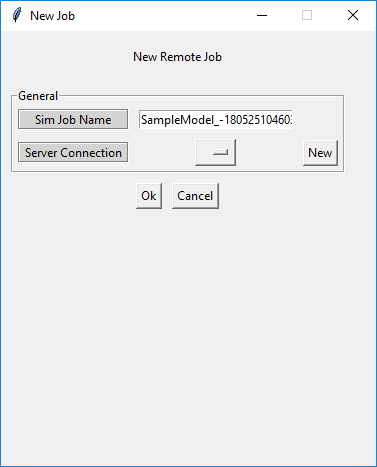 New Job
New Remote Job
General
Sim Job Name SampleModel_-18052510460
Server Connection New
Ok Cancel